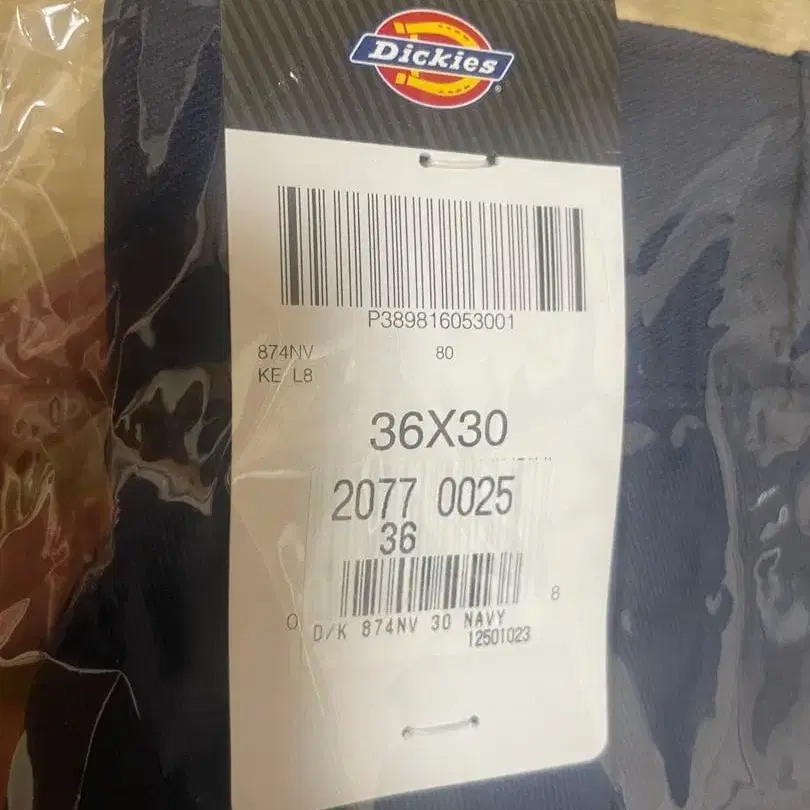 Dickies
P389816053001
874NV 80
KE L8
36X30
2077 0025
36
0 8
D/K 874NV 30 NAVY
12501023